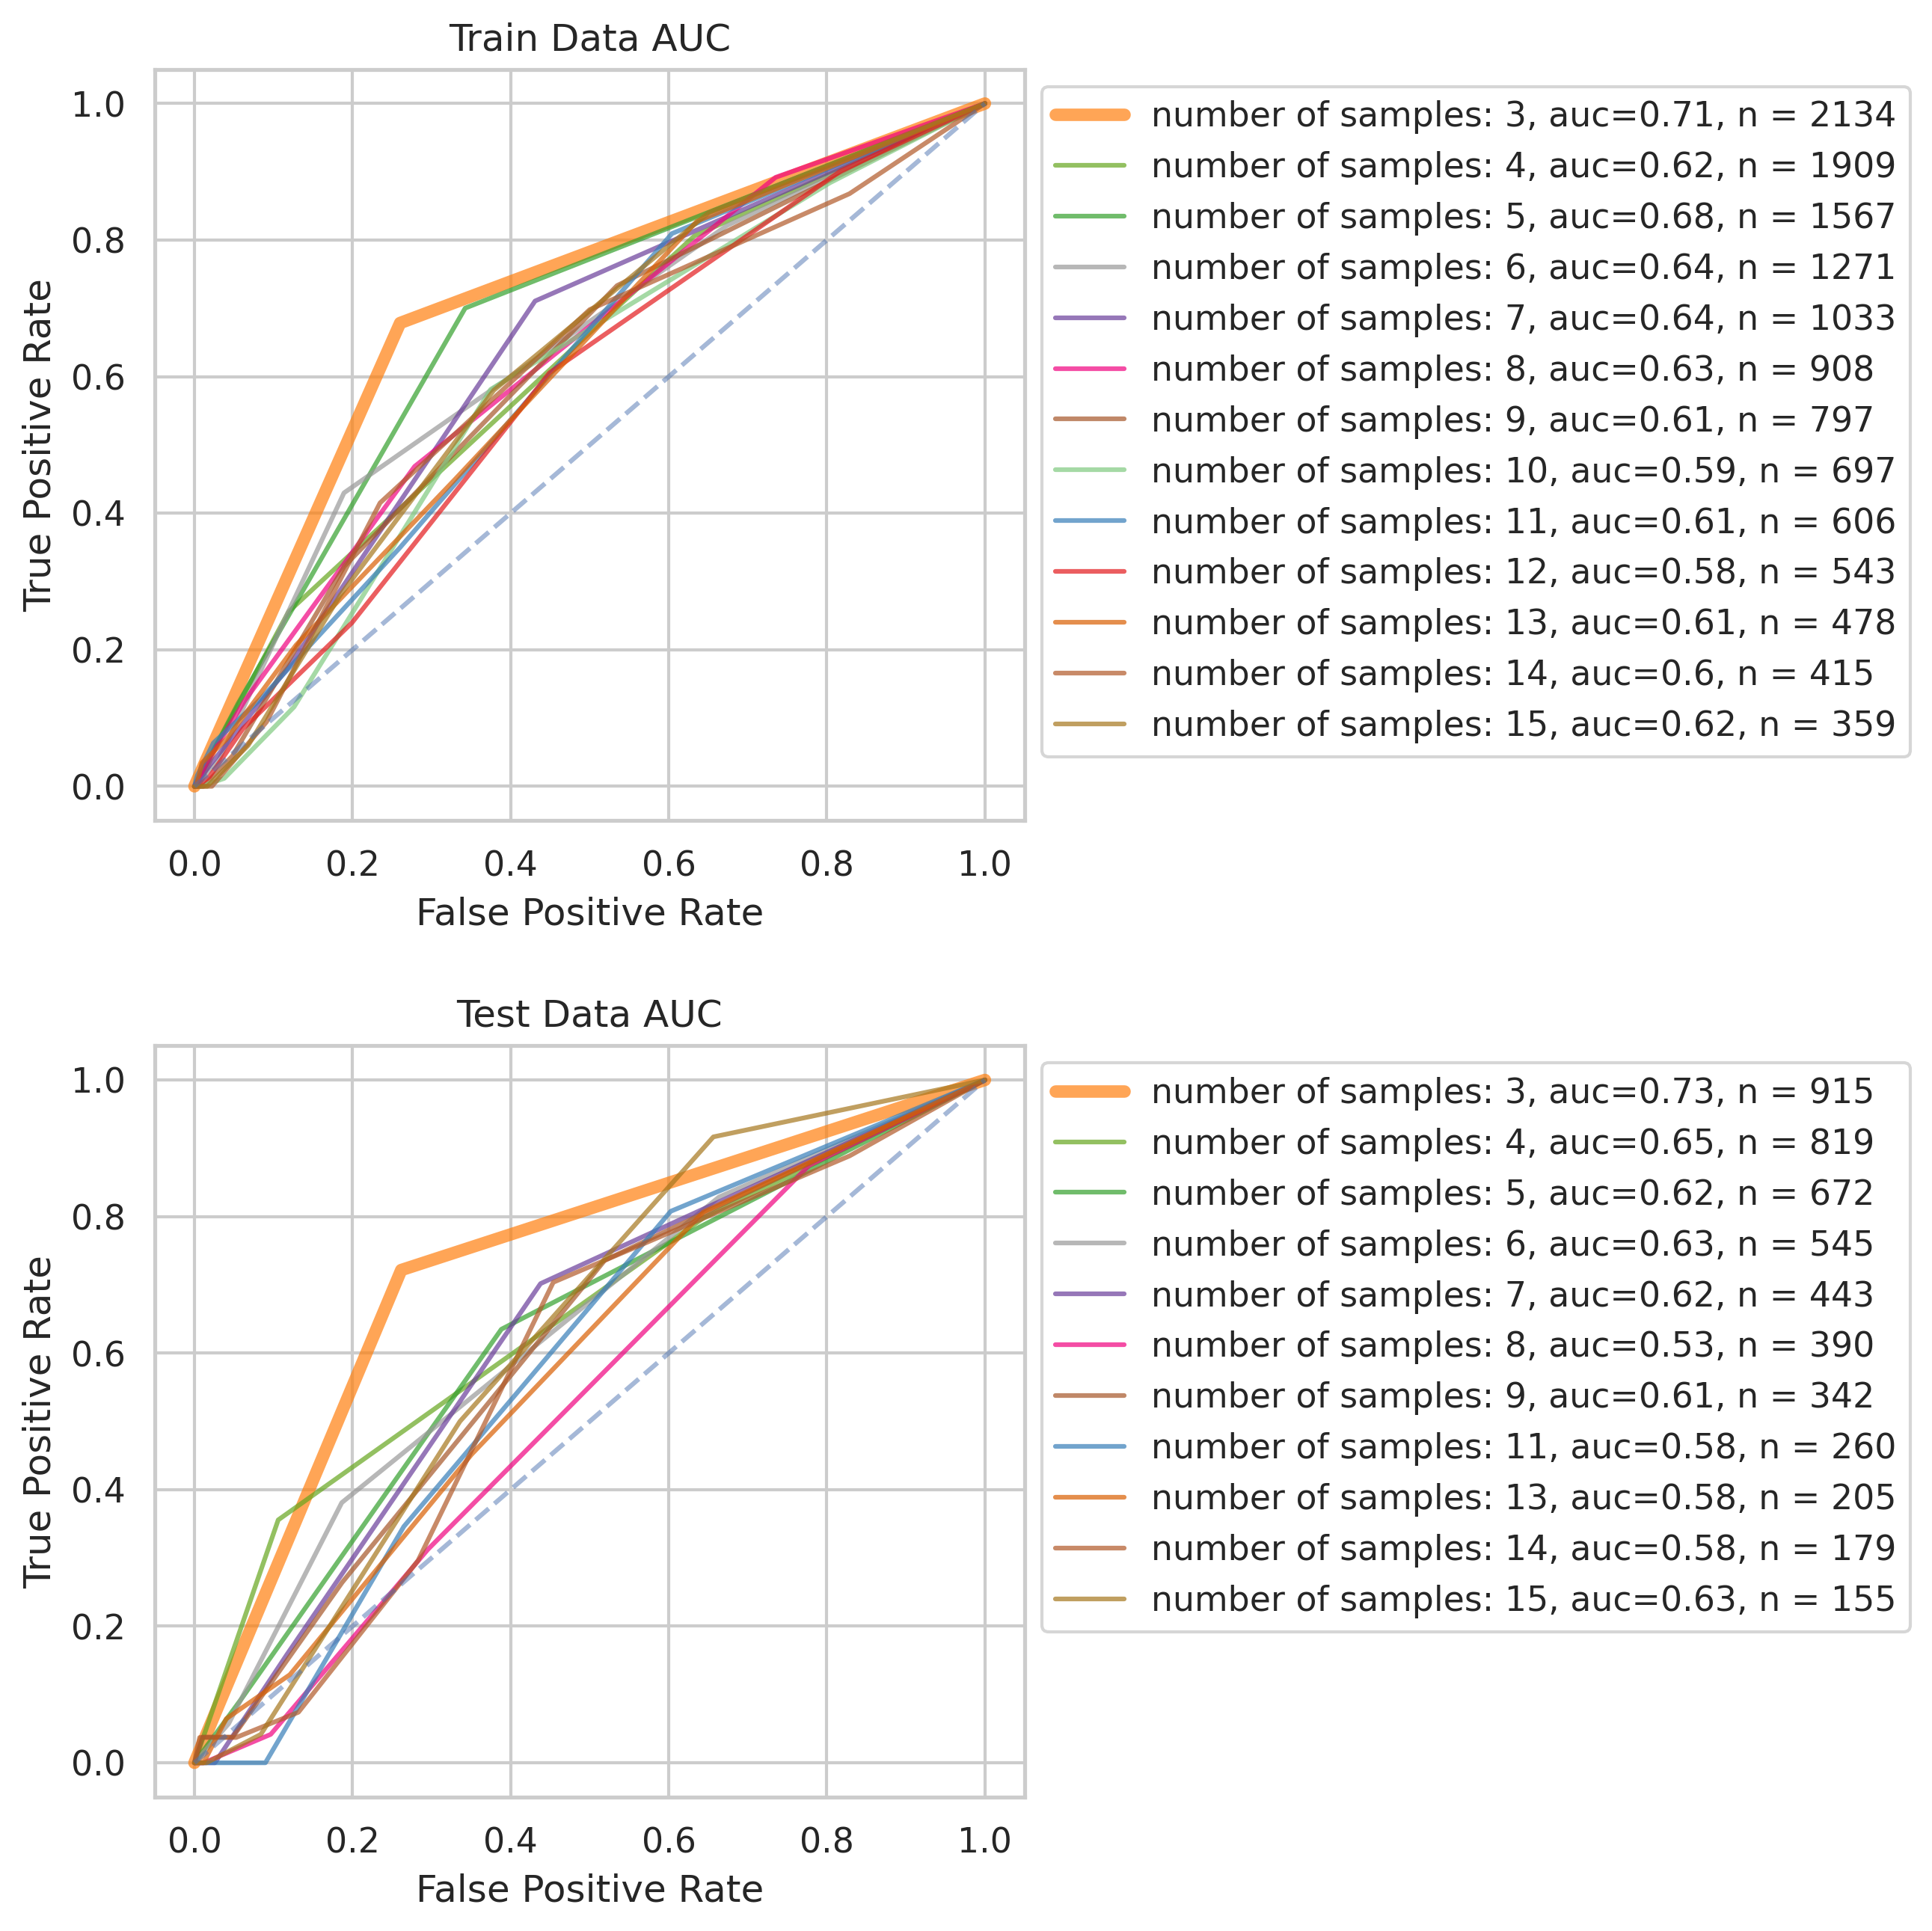 Train Data AUC
1.0
0.8
0.6
0.4
0.2
0.0
True Positive Rate
0.0 0.2 0.4 0.6 0.8 1.0
False Positive Rate
number of samples: 3, auc=0.71, n = 2134
number of samples: 4, auc=0.62, n = 1909
number of samples: 5, auc=0.68, n = 1567
number of samples: 6, auc=0.64, n = 1271
number of samples: 7, auc=0.64, n = 1033
number of samples: 8, auc=0.63, n = 908
number of samples: 9, auc=0.61, n = 797
number of samples: 10, auc=0.59, n = 697
number of samples: 11, auc=0.61, n = 606
number of samples: 12, auc=0.58, n = 543
number of samples: 13, auc=0.61, n = 478
number of samples: 14, auc=0.6, n = 415
number of samples: 15, auc=0.62, n = 359
Test Data AUC
1.0
0.8
0.6
0.4
0.2
0.0
True Positive Rate
0.0 0.2 0.4 0.6 0.8 1.0
False Positive Rate
number of samples: 3, auc=0.73, n = 915
number of samples: 4, auc=0.65, n = 819
number of samples: 5, auc=0.62, n = 672
number of samples: 6, auc=0.63, n = 545
number of samples: 7, auc=0.62, n = 443
number of samples: 8, auc=0.53, n = 390
number of samples: 9, auc=0.61, n = 342
number of samples: 11, auc=0.58, n = 260
number of samples: 13, auc=0.58, n = 205
number of samples: 14, auc=0.58, n = 179
number of samples: 15, auc=0.63, n = 155